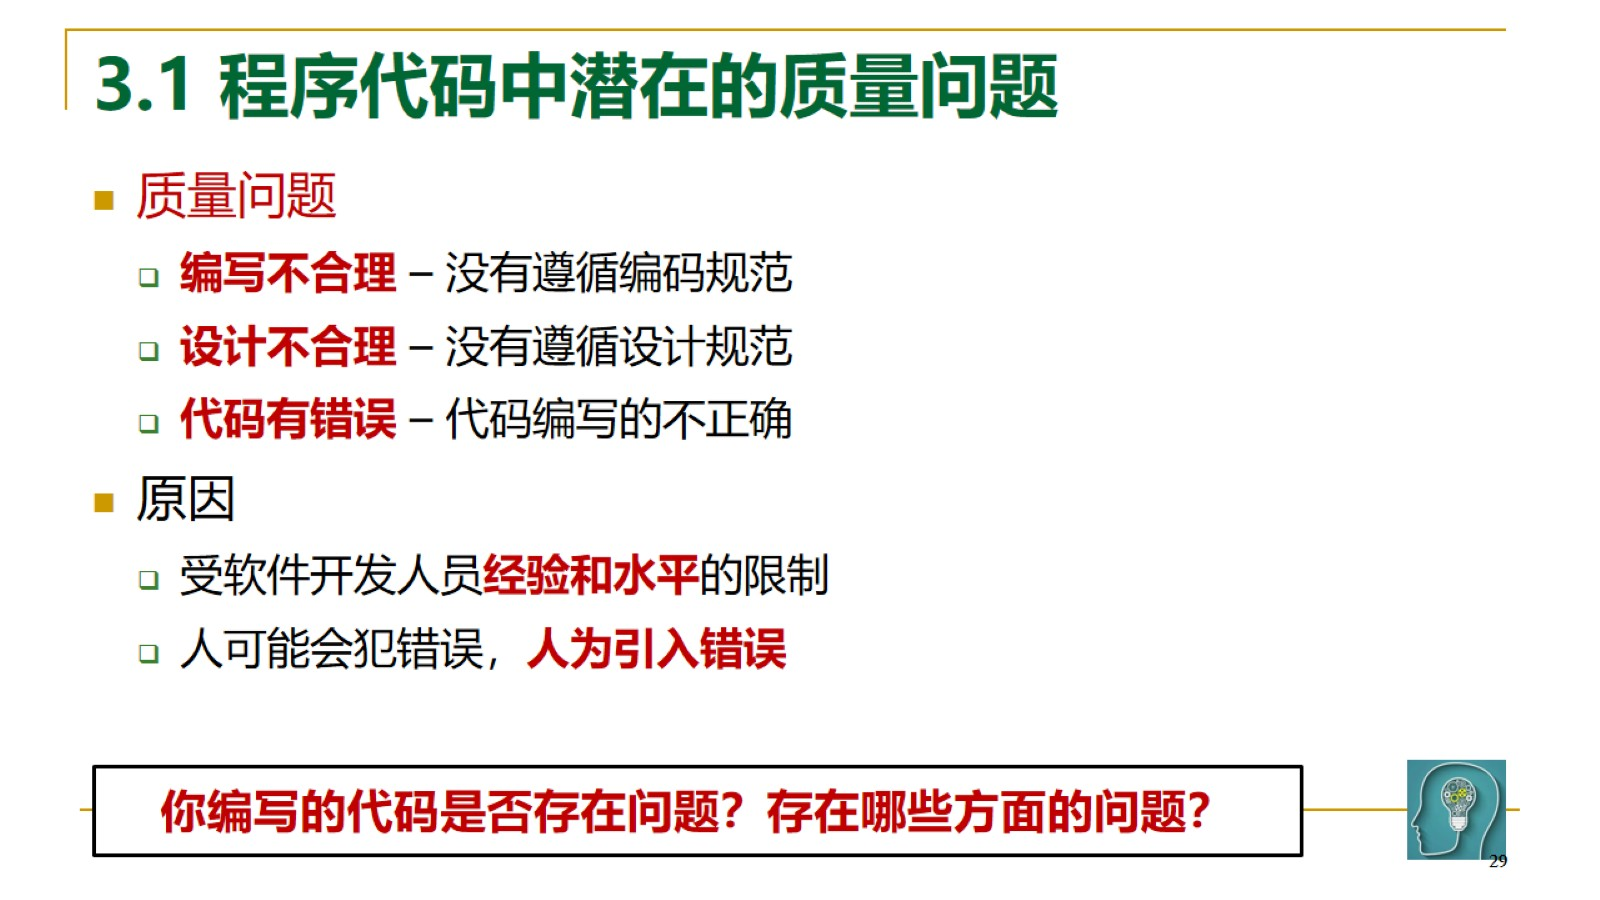 3.1 程序代码中潜在的质量问题
质量问题
编写不合理 – 没有遵循编码规范
设计不合理 – 没有遵循设计规范
代码有错误 – 代码编写的不正确
原因
受软件开发人员经验和水平的限制
人可能会犯错误，人为引入错误
你编写的代码是否存在问题？存在哪些方面的问题？
29